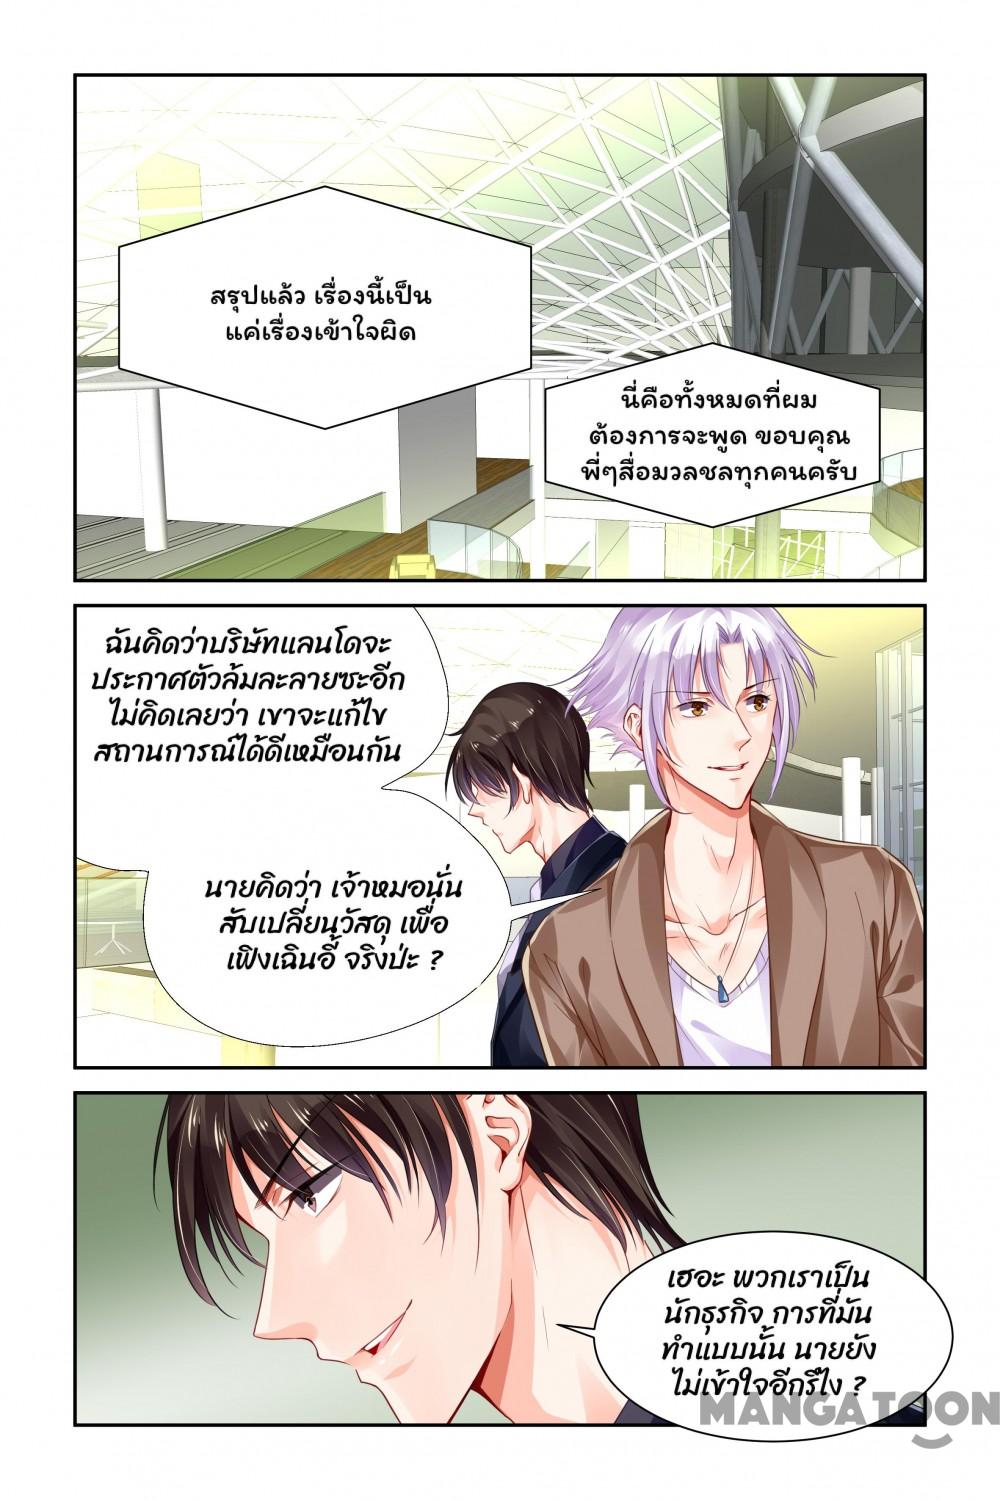 สรุปแล้ว เรื่องนี้เป็น
แค่เรื่องเข้าใจผิด
นี่คือทั้งหมดที่ผม
ต้องการจะพูด ขอบคุณ
พี่ๆสื่อมวลชลทุกคนครับ
ฉันคิดว่าบริษัทแลนโดจะ
ประกาศตัวล้มละลายซะอีก
ไม่คิดเลยว่า เขาจะแก้ไข
สถานการณ์ได้ดีเหมือนกัน
นายคิดว่า เจ้าหมอนั่น
สับเปลี่ยนวัสดุ เพื่อ
เฟิงเฉินอี้ จริงป่ะ ?
เฮอะ พวกเราเป็น
นักธุรกิจ การที่มัน
ทำแบบนั้น นายยัง
ไม่เข้าใจอีกรึไง ?
MANGATOON